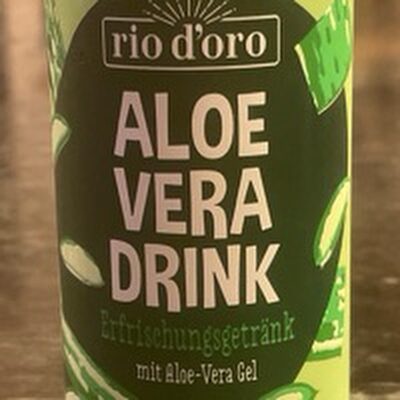 rio d'oro
ALOE
VERA
DRINK
Erfrischungsgetränk
mit Aloe-Vera Gel